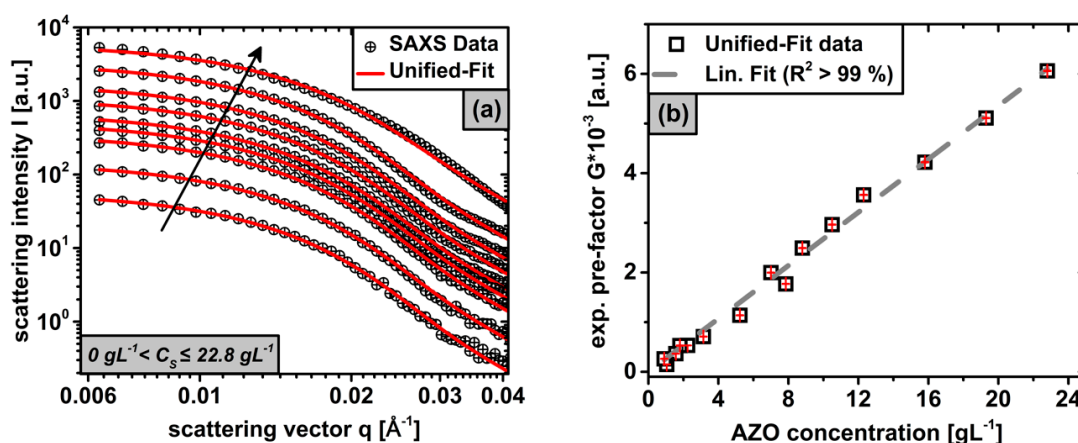 scattering intensity I [a.u.]
10⁴
10³
10²
10¹
10⁰
SAXS Data
Unified-Fit
(a)
0 gL⁻¹ < C_S ≤ 22.8 gL⁻¹
0.006
0.01
0.02
0.03
0.04
scattering vector q [Å⁻¹]
exp. pre-factor G*10⁻³ [a.u.]
6
4
2
0
Unified-Fit data
Lin. Fit (R² > 99 %)
(b)
0 4 8 12 16 20 24
AZO concentration [gL⁻¹]